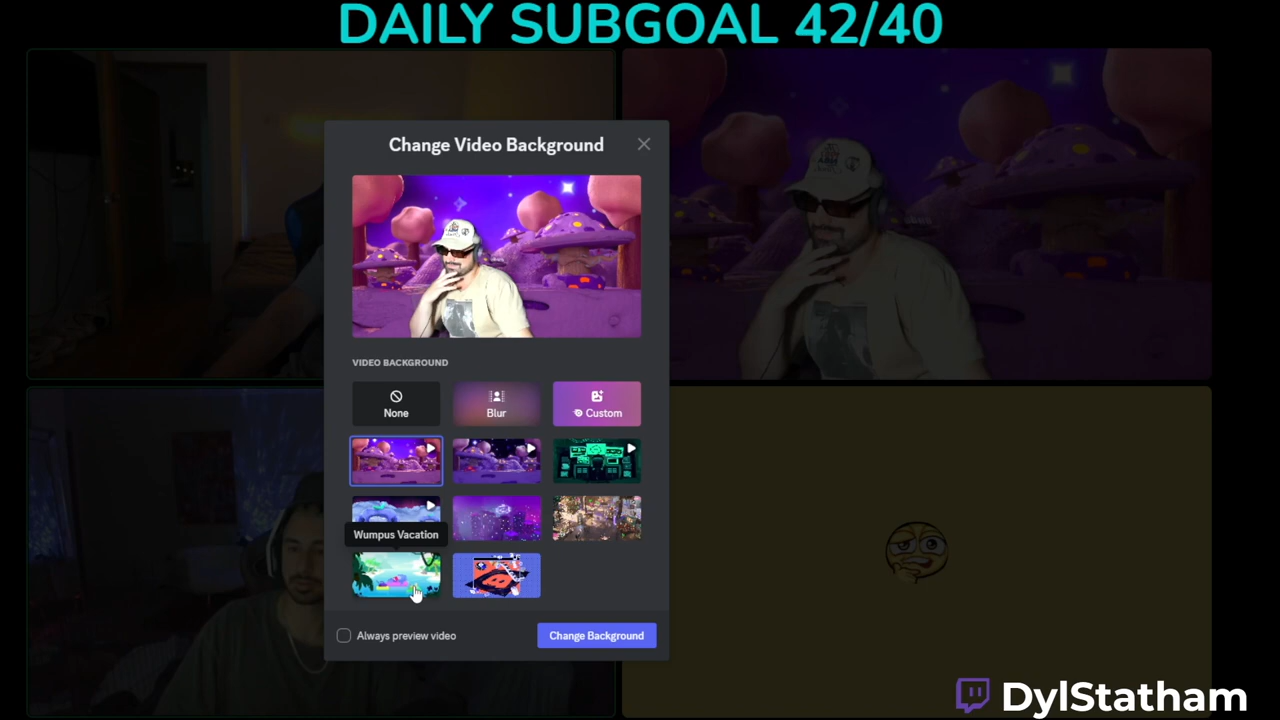 DAILY SUBGOAL 42/40
Change Video Background
VIDEO BACKGROUND
None
Blur
Custom
Wumpus Vacation
Always preview video
Change Background
DylStatham